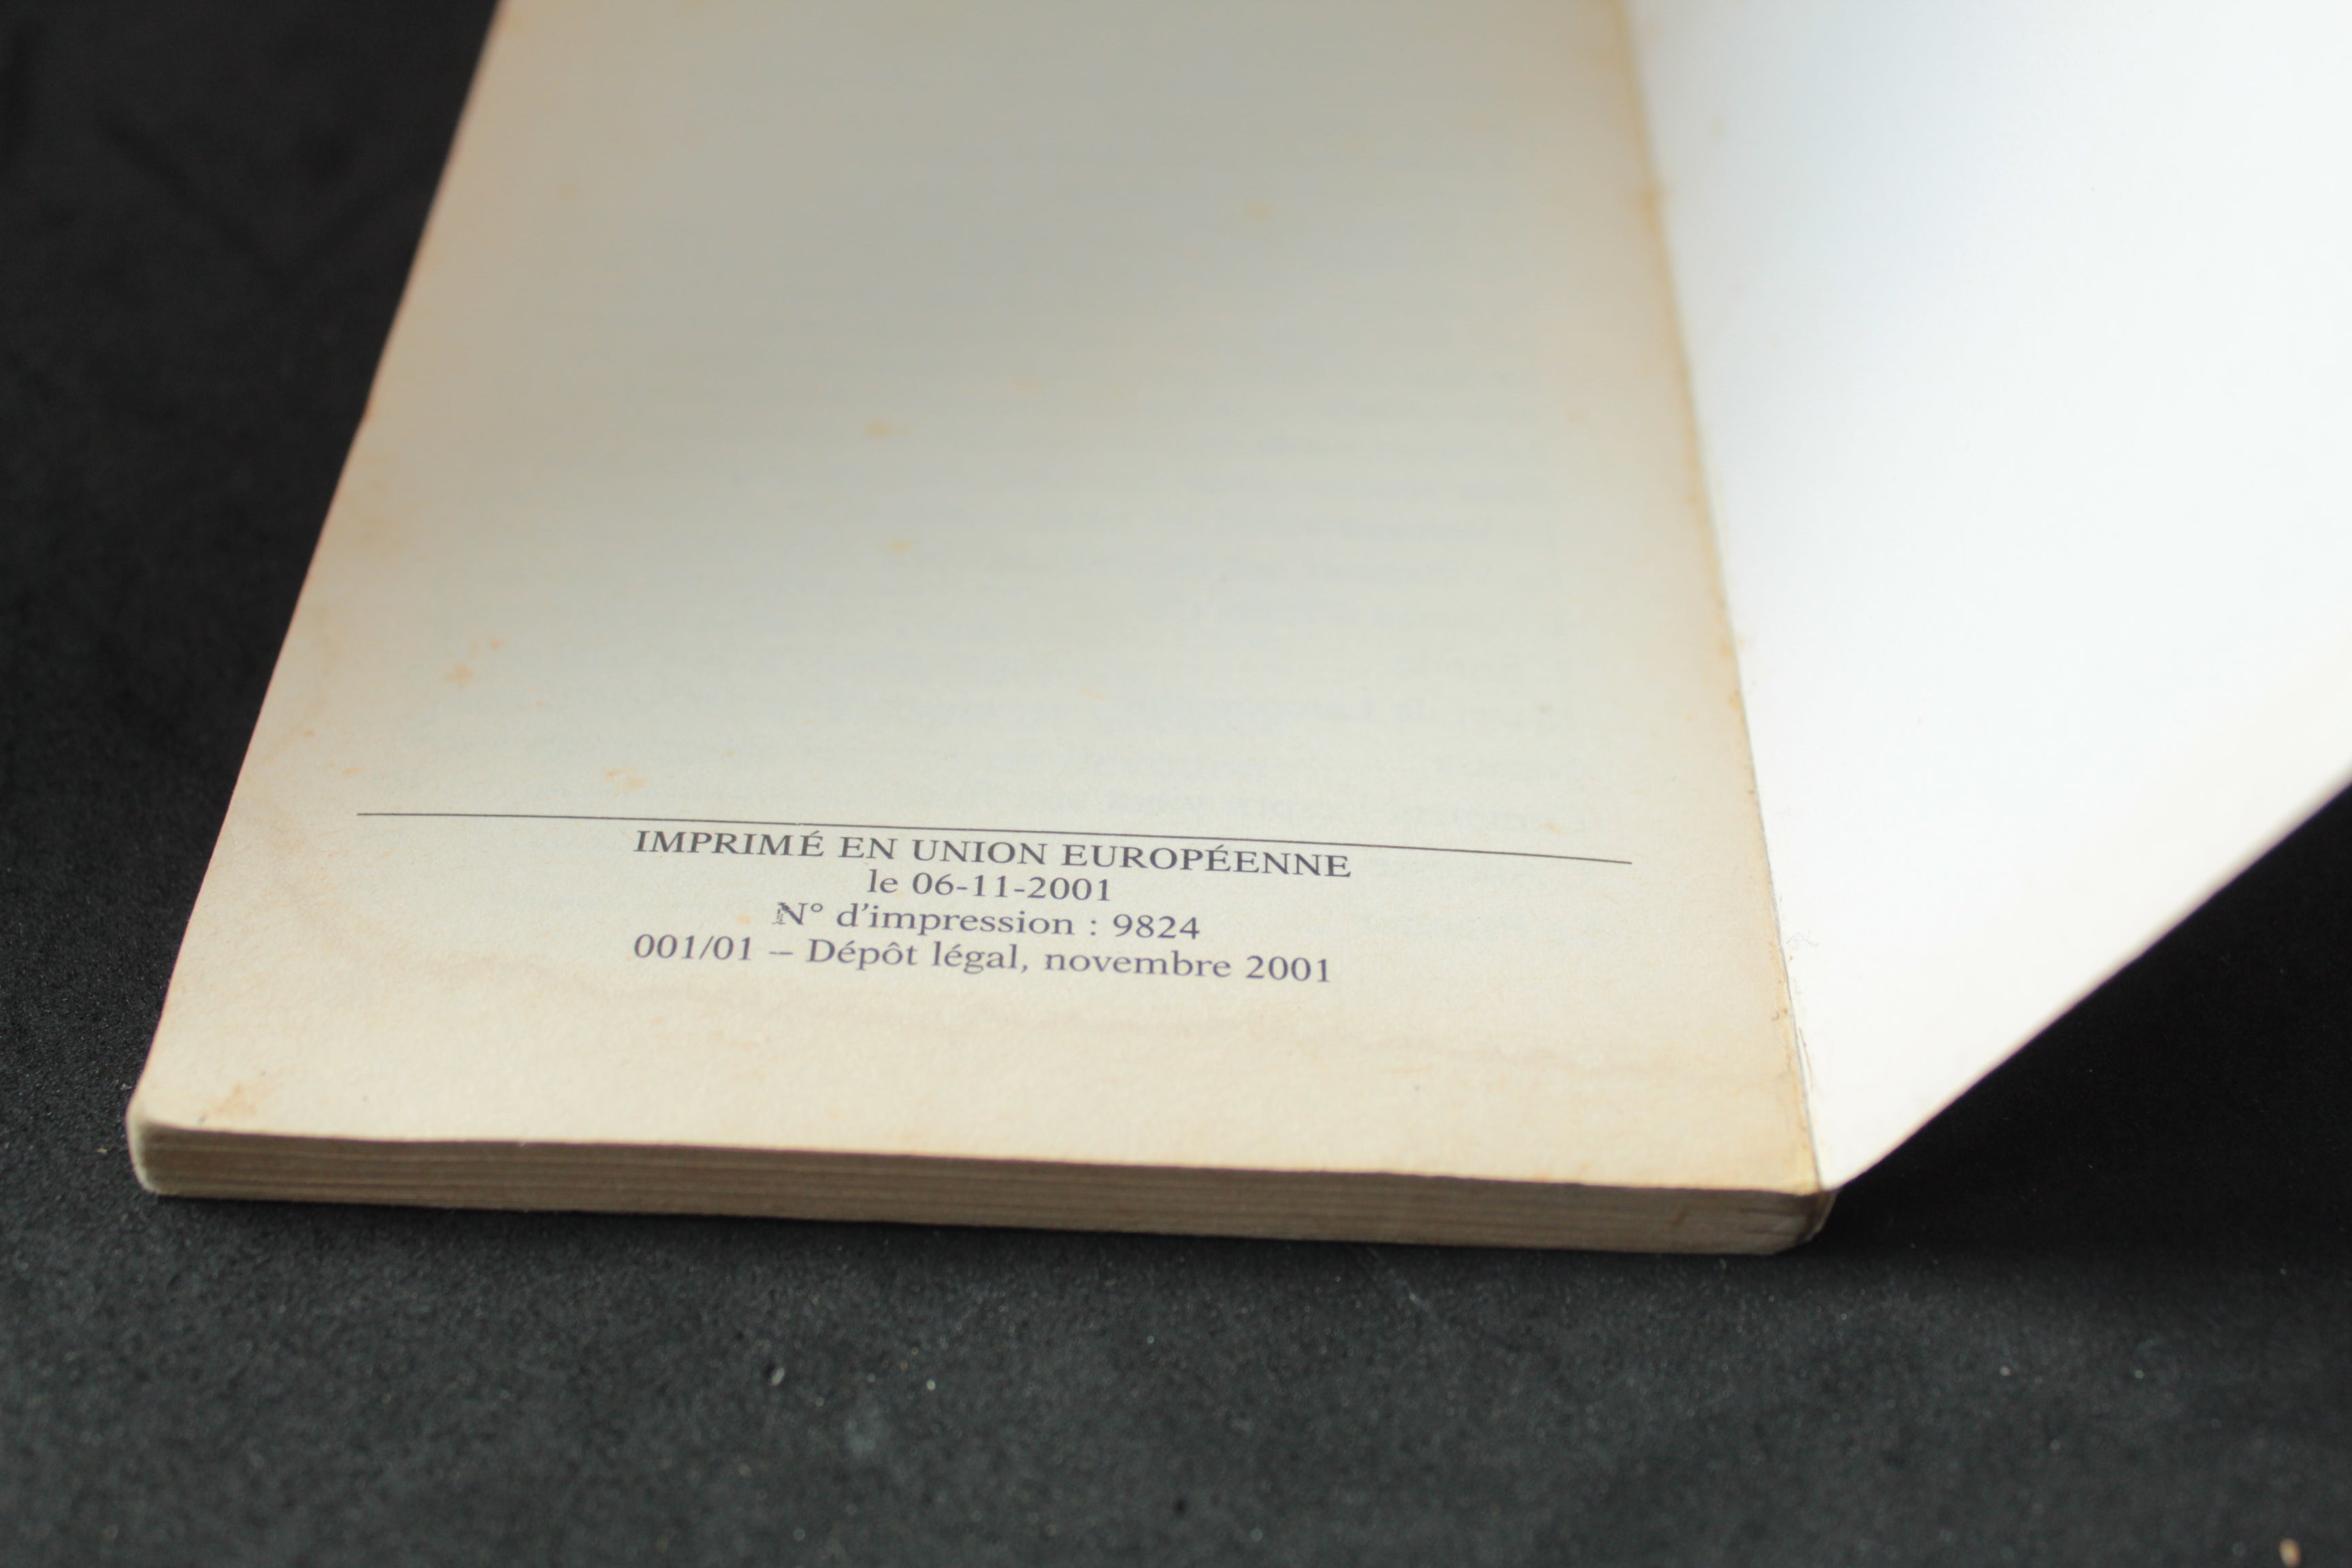 IMPRIMÉ EN UNION EUROPÉENNE
le 06-11-2001
N° d'impression : 9824
001/01 – Dépôt légal, novembre 2001